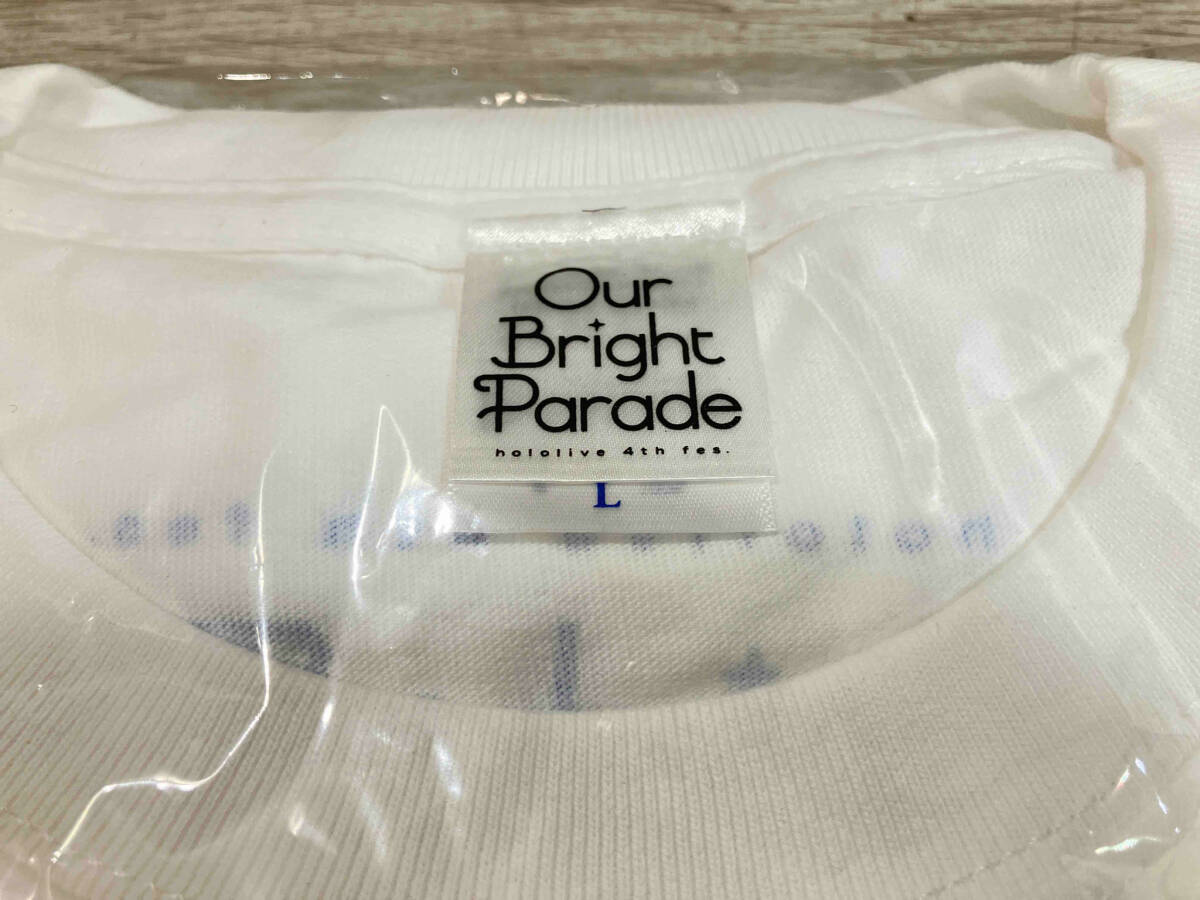 Our
Bright
Parade
hololive 4th fes.
L